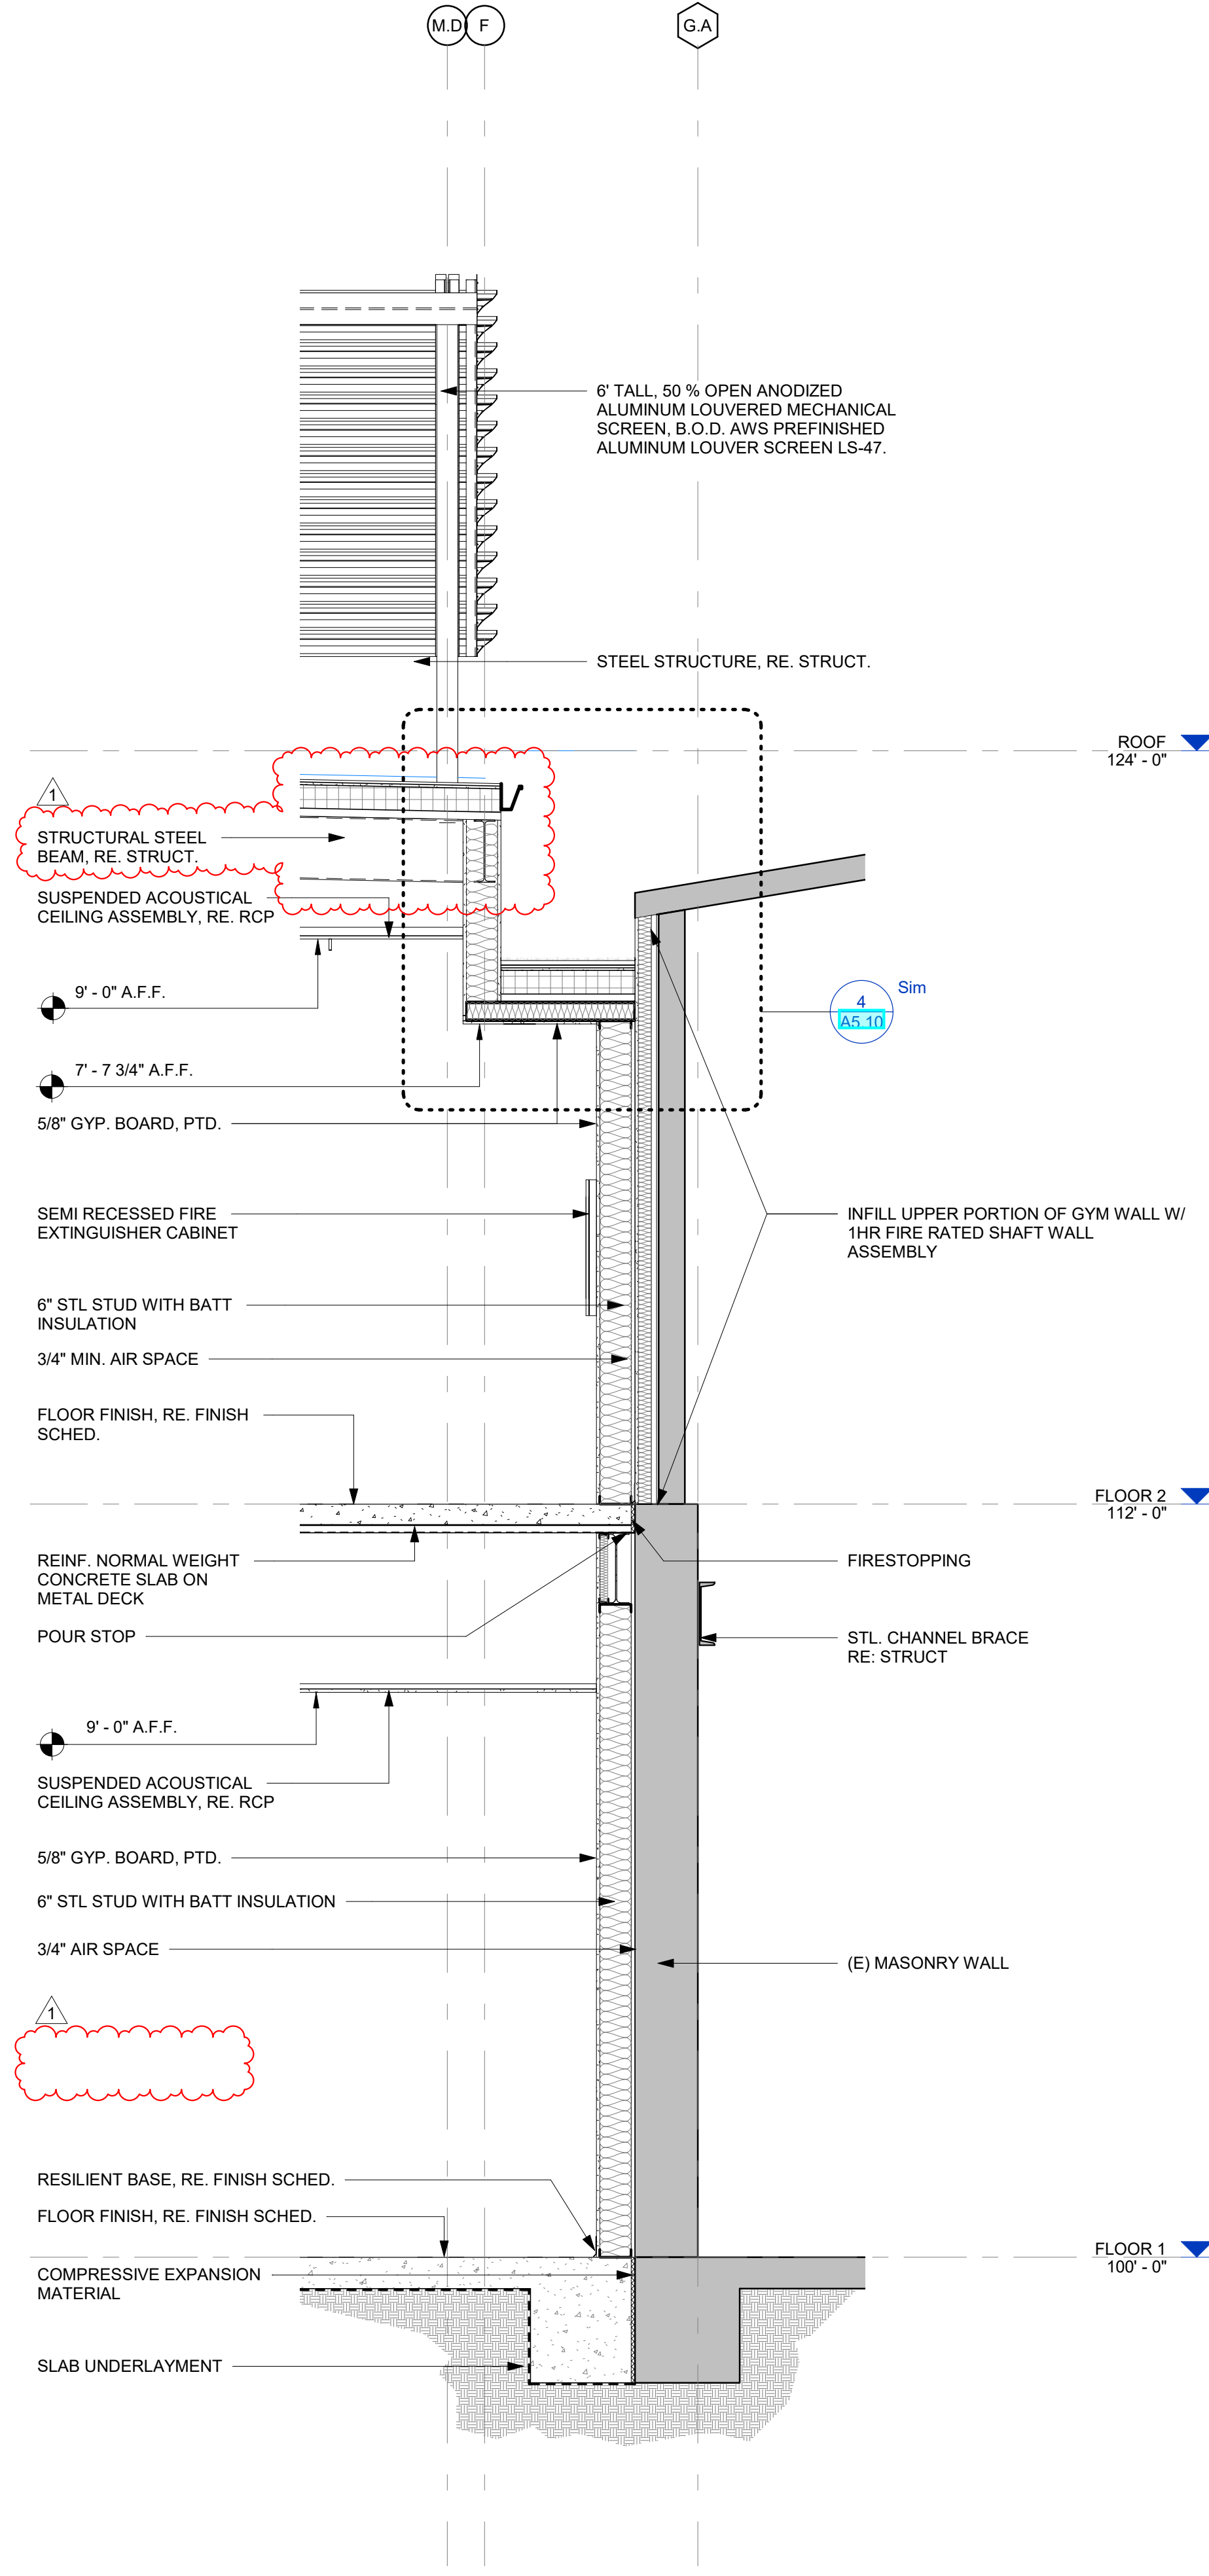 M.D
F
G.A
6' TALL, 50 % OPEN ANODIZED
ALUMINUM LOUVERED MECHANICAL
SCREEN, B.O.D. AWS PREFINISHED
ALUMINUM LOUVER SCREEN LS-47.
STEEL STRUCTURE, RE. STRUCT.
ROOF
124' - 0"
1
STRUCTURAL STEEL
BEAM, RE. STRUCT.
SUSPENDED ACOUSTICAL
CEILING ASSEMBLY, RE. RCP
9' - 0" A.F.F.
Sim
4
A5.10
7' - 7 3/4" A.F.F.
5/8" GYP. BOARD, PTD.
SEMI RECESSED FIRE
EXTINGUISHER CABINET
INFILL UPPER PORTION OF GYM WALL W/
1HR FIRE RATED SHAFT WALL
ASSEMBLY
6" STL STUD WITH BATT
INSULATION
3/4" MIN. AIR SPACE
FLOOR FINISH, RE. FINISH
SCHED.
FLOOR 2
112' - 0"
REINF. NORMAL WEIGHT
CONCRETE SLAB ON
METAL DECK
FIRESTOPPING
POUR STOP
STL. CHANNEL BRACE
RE: STRUCT
9' - 0" A.F.F.
SUSPENDED ACOUSTICAL
CEILING ASSEMBLY, RE. RCP
5/8" GYP. BOARD, PTD.
6" STL STUD WITH BATT INSULATION
3/4" AIR SPACE
(E) MASONRY WALL
1
RESILIENT BASE, RE. FINISH SCHED.
FLOOR FINISH, RE. FINISH SCHED.
FLOOR 1
100' - 0"
COMPRESSIVE EXPANSION
MATERIAL
SLAB UNDERLAYMENT